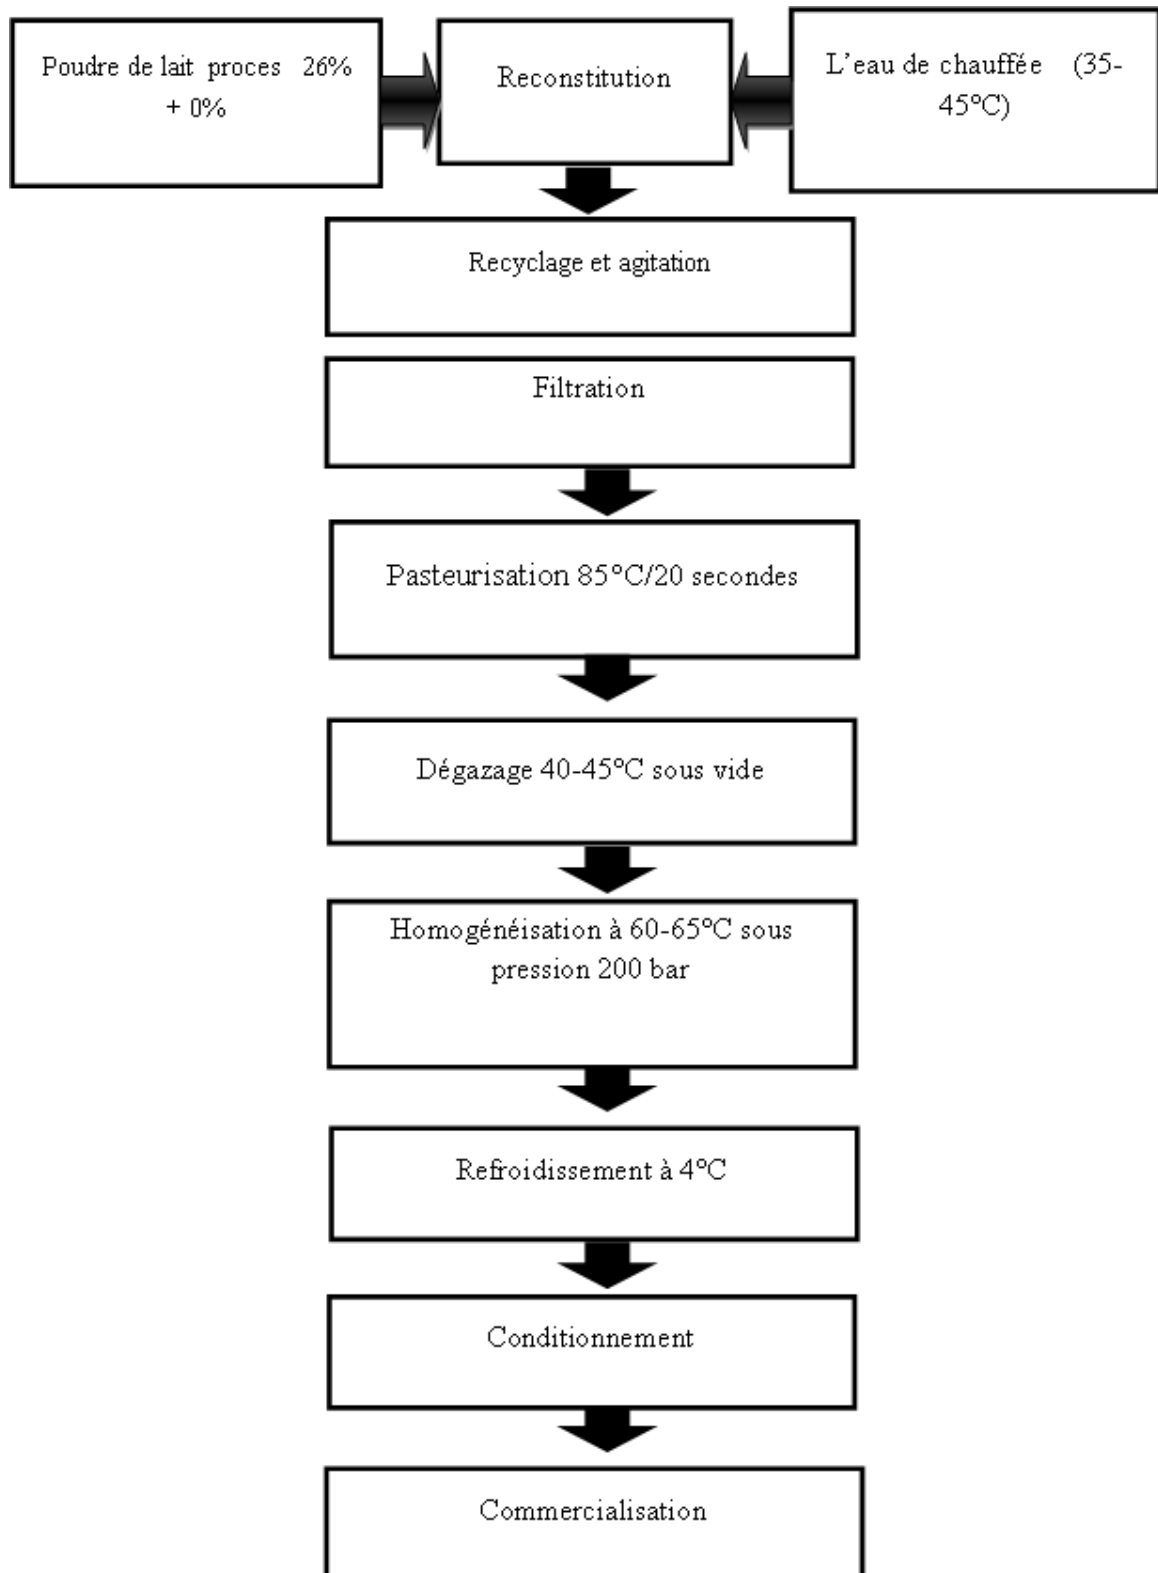 Poudre de lait proces 26%
+ 0%
Reconstitution
L'eau de chauffée (35-
45°C)
Recyclage et agitation
Filtration
Pasteurisation 85°C/20 secondes
Dégazage 40-45°C sous vide
Homogénéisation à 60-65°C sous
pression 200 bar
Refroidissement à 4°C
Conditionnement
Commercialisation